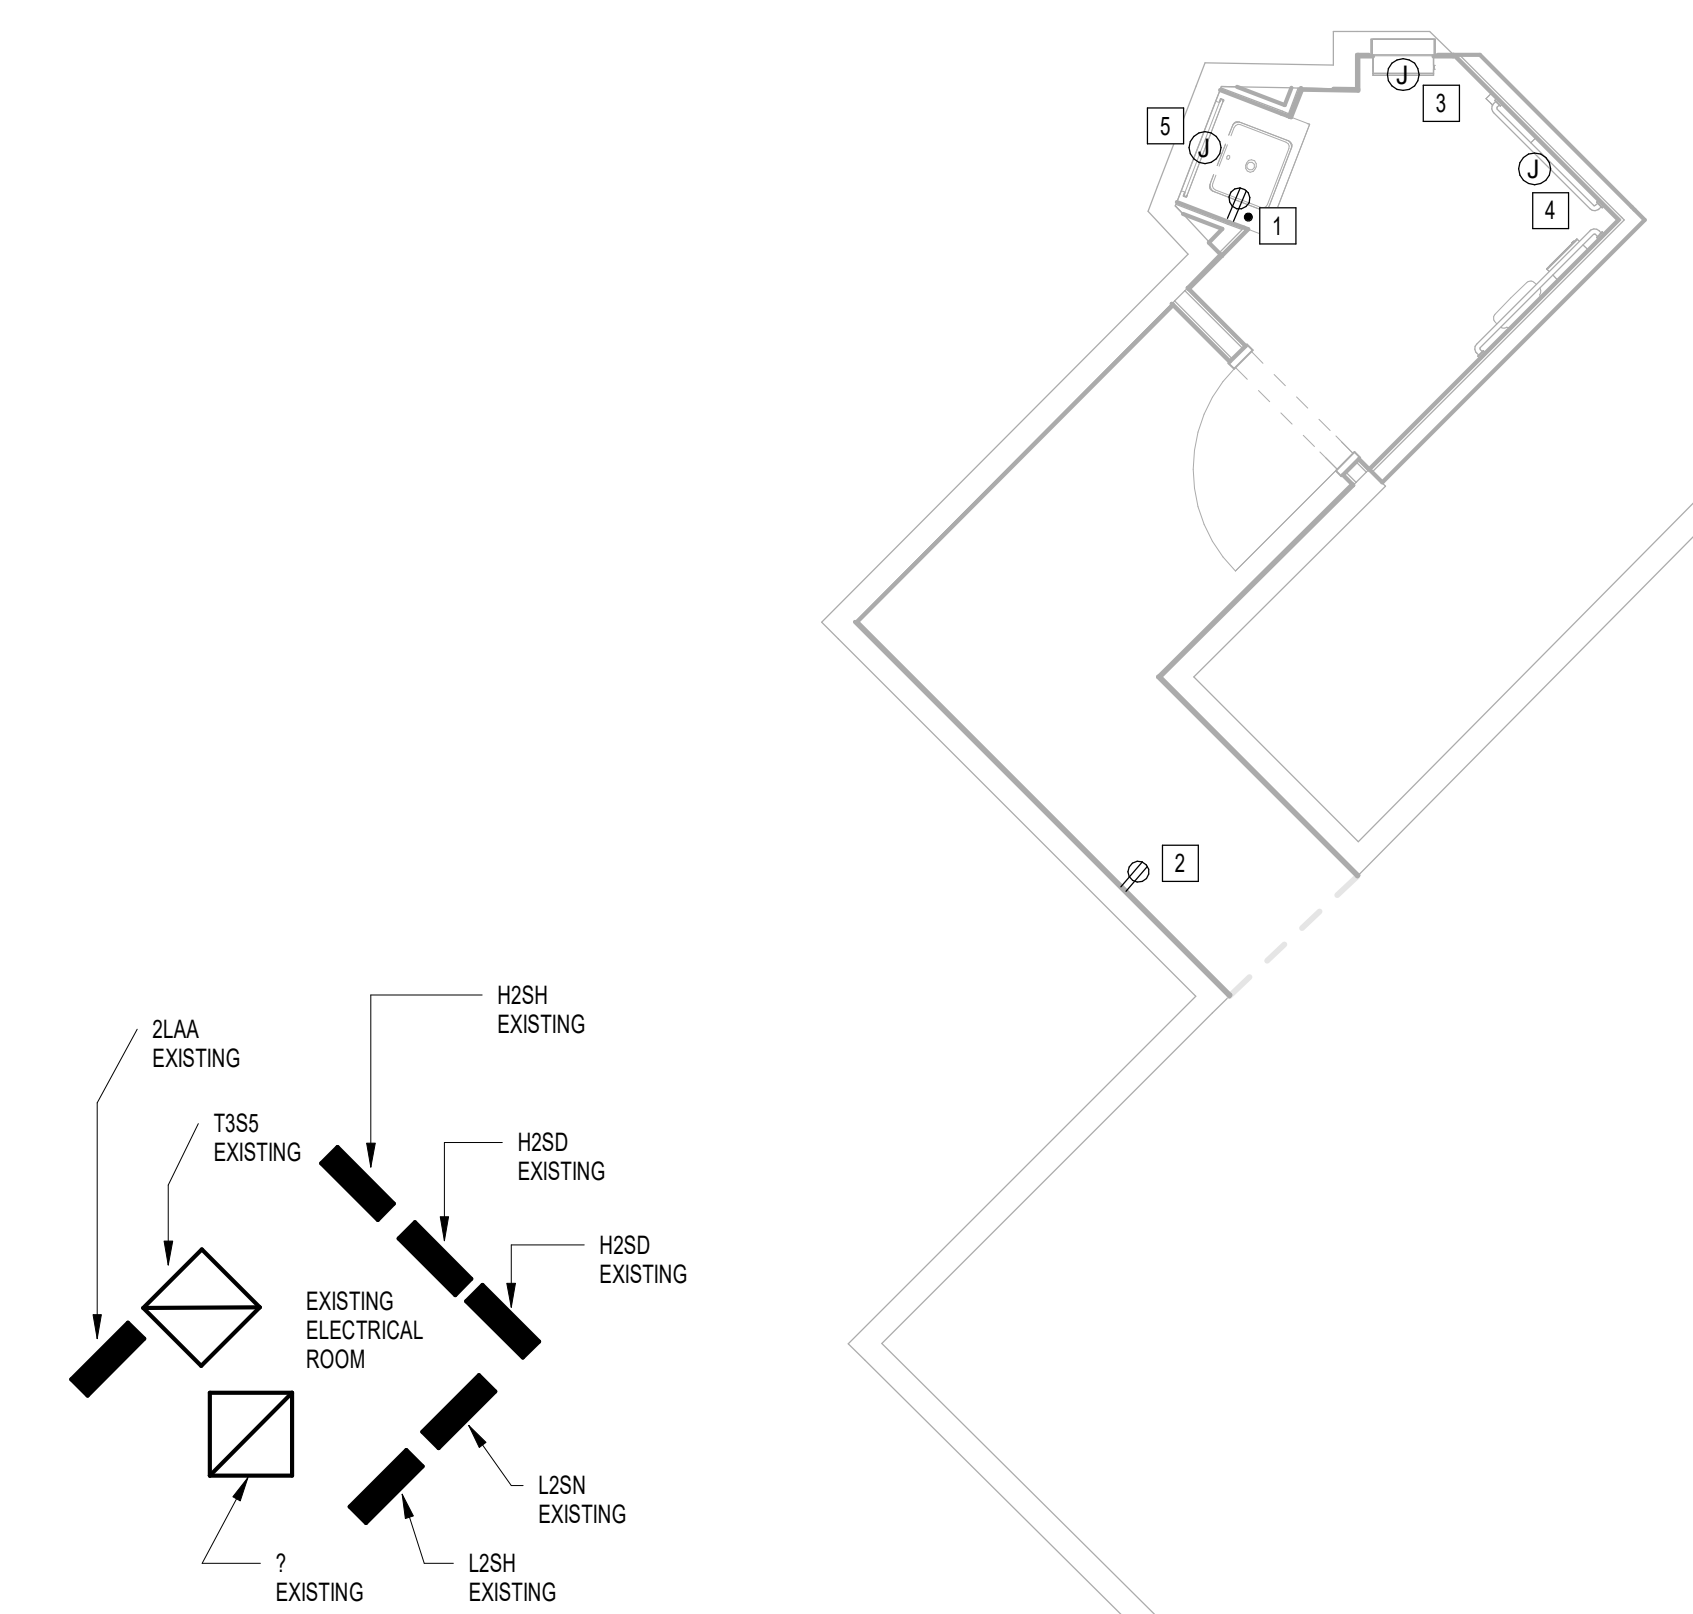 J
3
5
J
J
4
1
2
H2SH
EXISTING
2LAA
EXISTING
T3S5
EXISTING
H2SD
EXISTING
H2SD
EXISTING
EXISTING
ELECTRICAL
ROOM
L2SN
EXISTING
?
EXISTING
L2SH
EXISTING